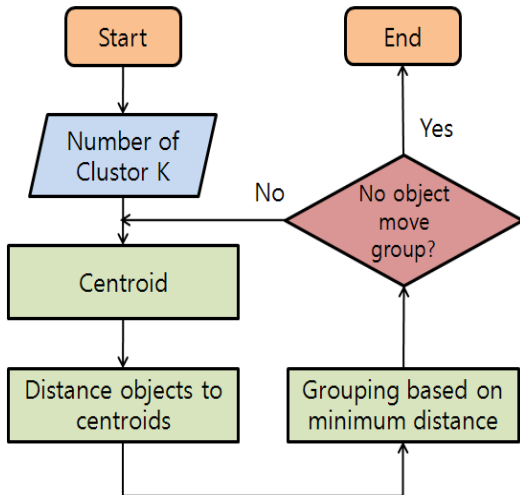 Start
Number of
Clustor K
Centroid
Distance objects to
centroids
Grouping based on
minimum distance
No object
move
group?
No
Yes
End